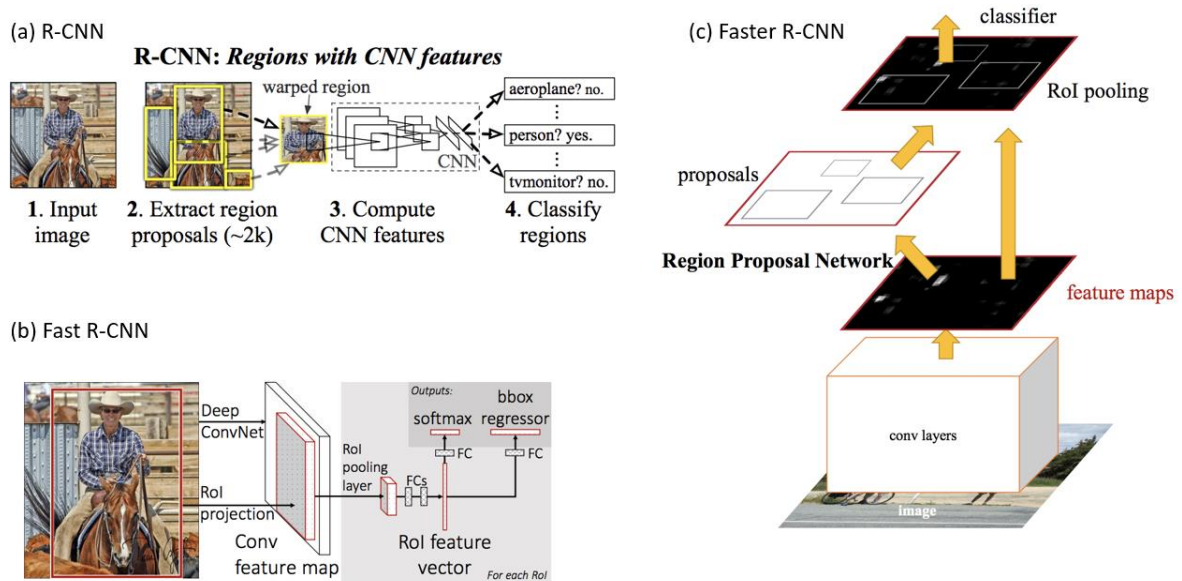 (a) R-CNN
R-CNN: Regions with CNN features
warped region
aeroplane? no.
person? yes.
tvmonitor? no.
CNN
1. Input
image
2. Extract region
proposals (~2k)
3. Compute
CNN features
4. Classify
regions
(b) Fast R-CNN
Deep
ConvNet
RoI
projection
Conv
feature map
RoI
pooling
layer
FCs
RoI feature
vector
Outputs:
softmax
bbox
regressor
FC
FC
For each RoI
(c) Faster R-CNN
classifier
RoI pooling
proposals
Region Proposal Network
feature maps
conv layers
image